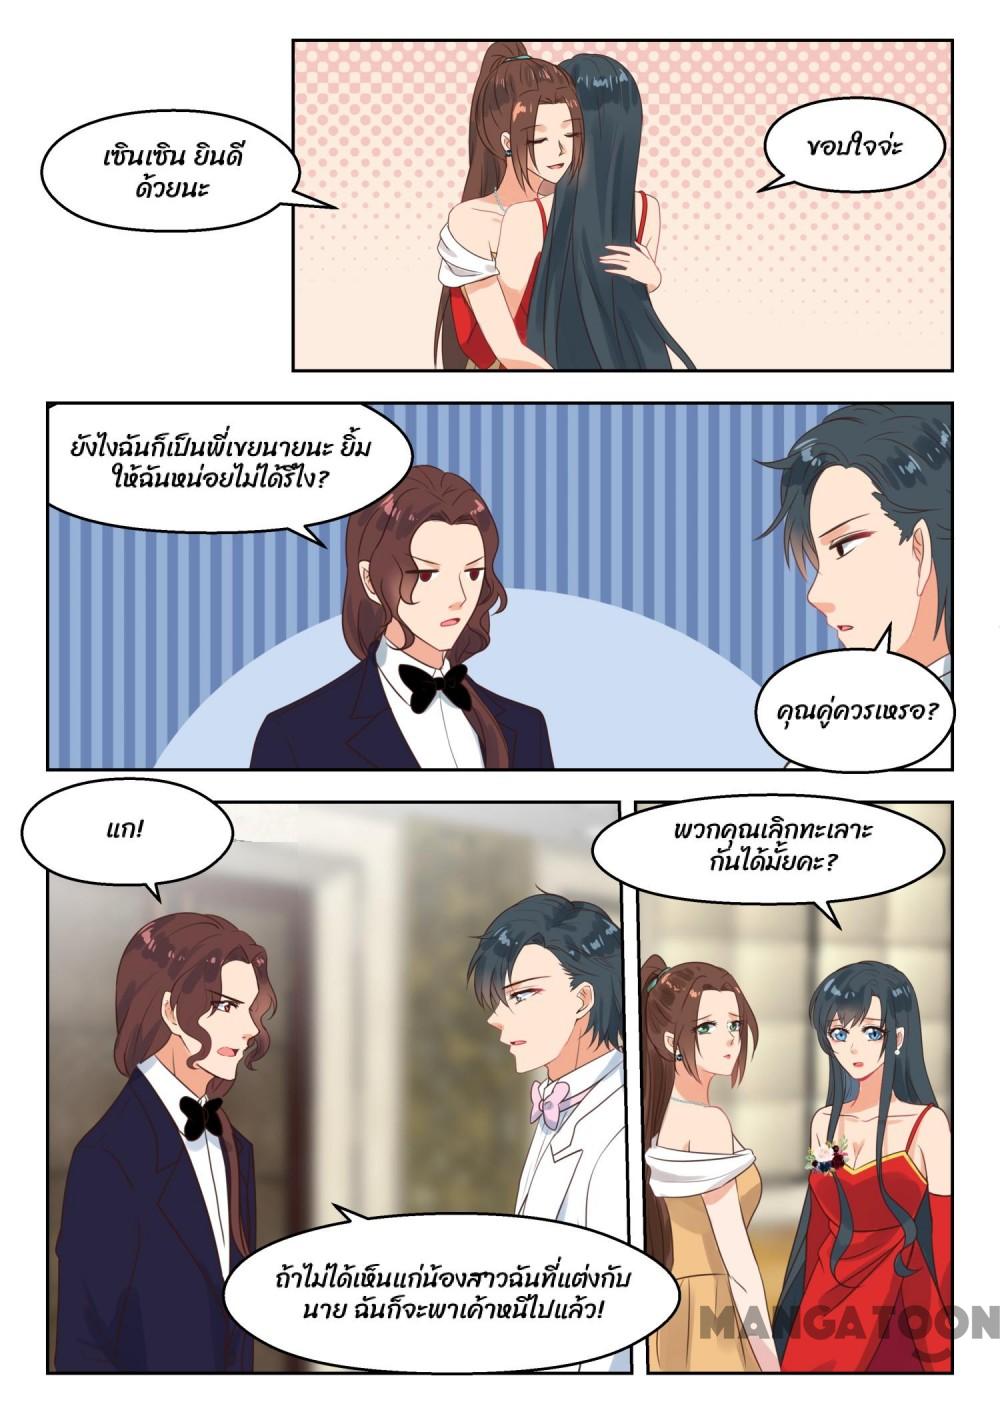 เซินเซิน ยินดี
ด้วยนะ
ขอบใจจ่ะ
ยังไงฉันก็เป็นพี่เขยนายนะ ยิ้ม
ให้ฉันหน่อยไม่ได้รึไง?
คุณคู่ควรเหรอ?
แก!
พวกคุณเลิกทะเลาะ
กันได้มั้ยคะ?
ถ้าไม่ได้เห็นแก่น้องสาวฉันที่แต่งกับ
นาย ฉันก็จะพาเค้าหนีไปแล้ว!
MANGATOON